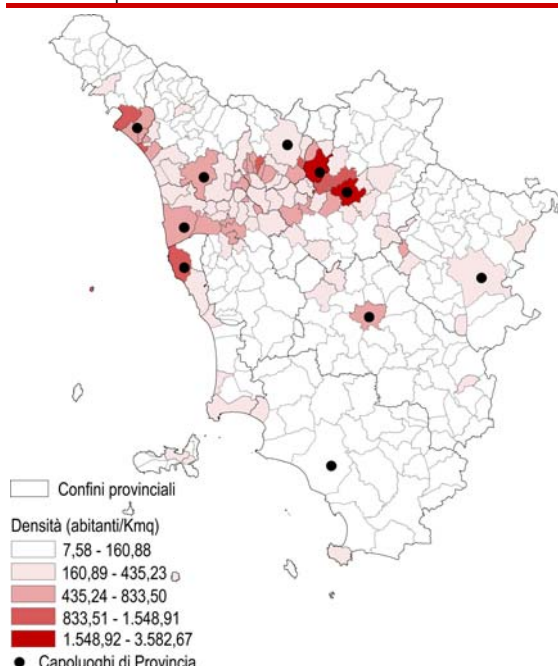 Confini provinciali
Densità (abitanti/Kmq)
7,58 - 160,88
160,89 - 435,23
435,24 - 833,50
833,51 - 1.548,91
1.548,92 - 3.582,67
Capoluoghi di Provincia